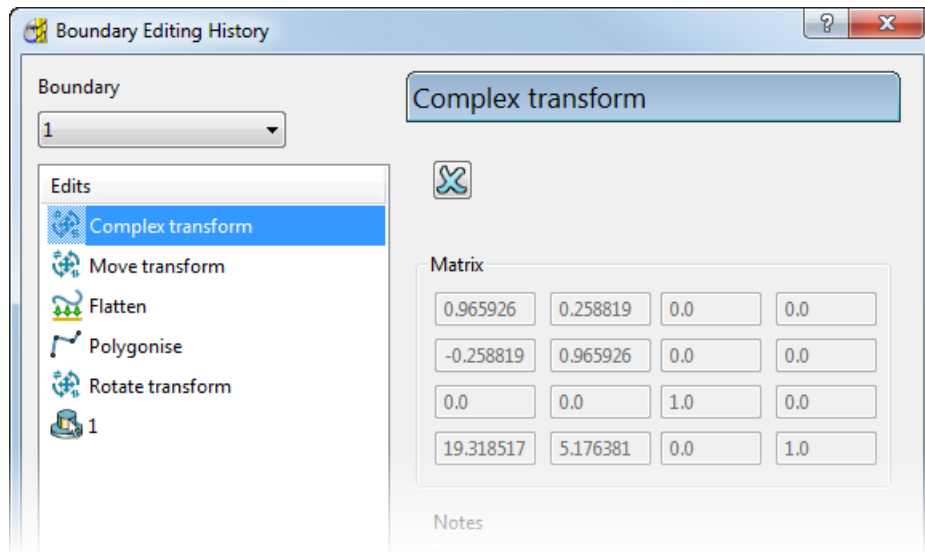 Boundary Editing History
?
X
Boundary
1
Edits
Complex transform
Move transform
Flatten
Polygonise
Rotate transform
1
Complex transform
Matrix
0.965926 0.258819 0.0 0.0
-0.258819 0.965926 0.0 0.0
0.0 0.0 1.0 0.0
19.318517 5.176381 0.0 1.0
Notes